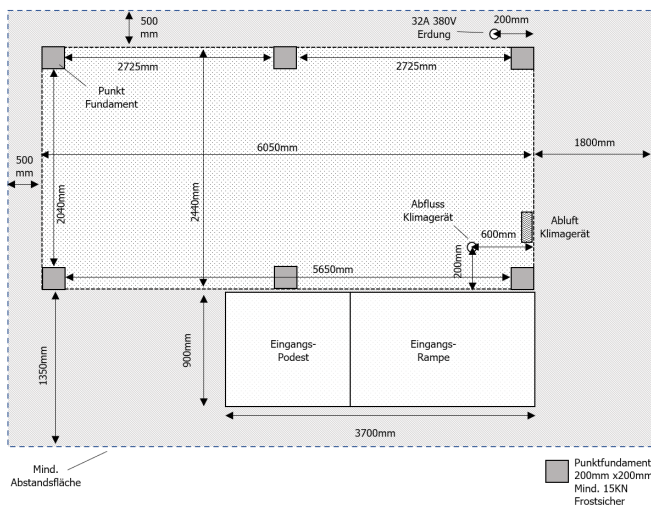 500
mm
32A 380V
Erdung
200mm
2725mm
2725mm
Punkt
Fundament
6050mm
1800mm
500
mm
2040mm
2440mm
Abfluss
Klimagerät
600mm
Abluft
Klimagerät
200mm
5650mm
1350mm
900mm
Eingangs-
Podest
Eingangs-
Rampe
3700mm
Mind.
Abstandsfläche
Punktfundament
200mm x200mm
Mind. 15KN
Frostsicher